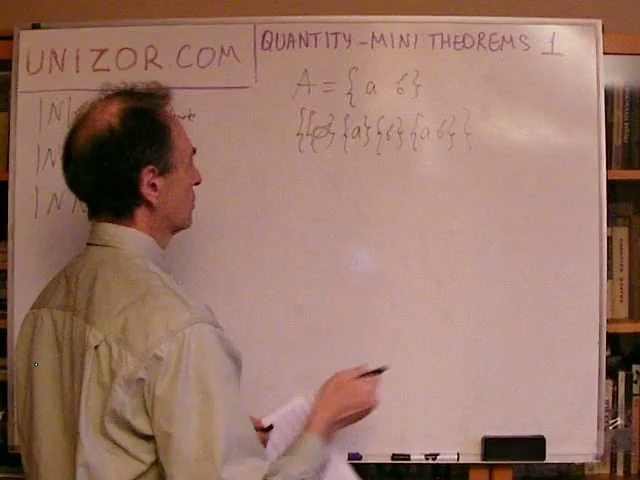 UNIZOR.COM
QUANTITY-MINI THEOREMS 1
A = { a b }
{{∅} {a} {b} {a b}}
|N|
|N
|N